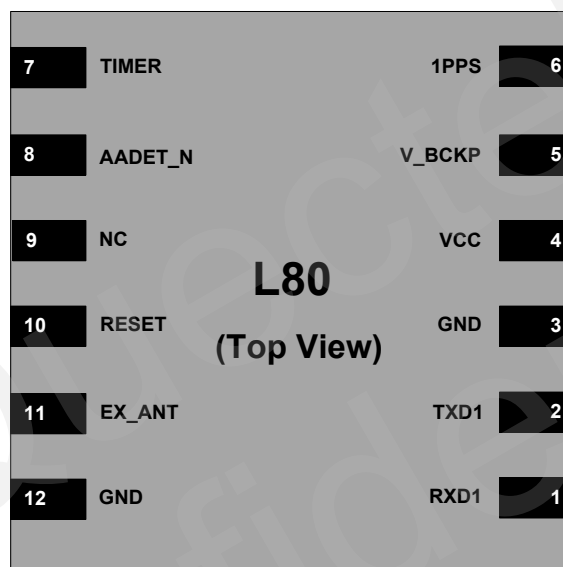 7 TIMER 1PPS 6
8 AADET_N V_BCKP 5
9 NC VCC 4
L80
10 RESET GND 3
(Top View)
11 EX_ANT TXD1 2
12 GND RXD1 1